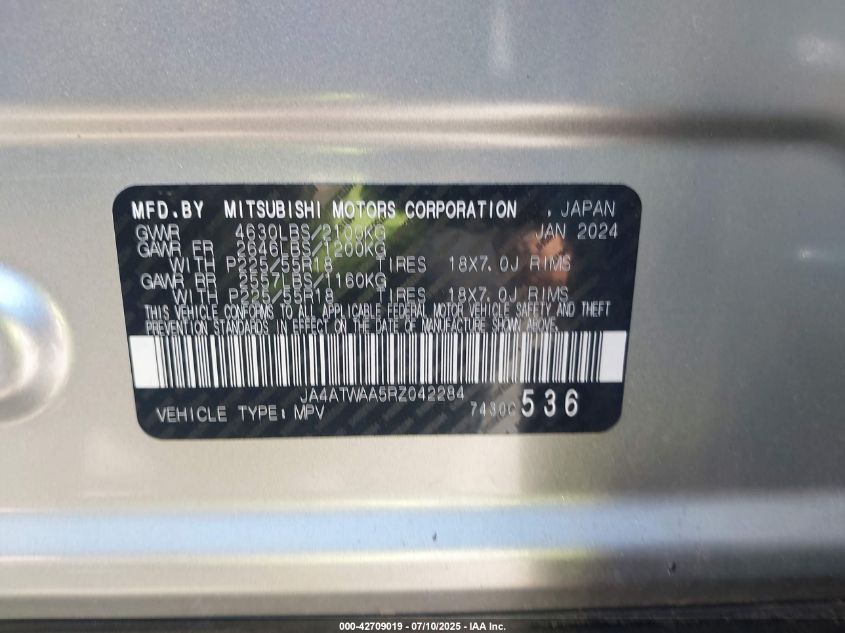 MFD.BY MITSUBISHI MOTORS CORPORATION , JAPAN
GVWR 4630LBS/2100KG JAN 2024
GAWR FR 2646LBS/1200KG
WITH P225/55R18 TIRES 18X7.0J RIMS
GAWR RR 2557LBS/1160KG
WITH P225/55R18 TIRES 18X7.0J RIMS
THIS VEHICLE CONFORMS TO ALL APPLICABLE FEDERAL MOTOR VEHICLE SAFETY AND THEFT
PREVENTION STANDARDS IN EFFECT ON THE DATE OF MANUFACTURE SHOWN ABOVE.
JA4ATWAA5RZ042284
VEHICLE TYPE: MPV 7430C 536
000-42709019 - 07/10/2025 - IAA Inc.